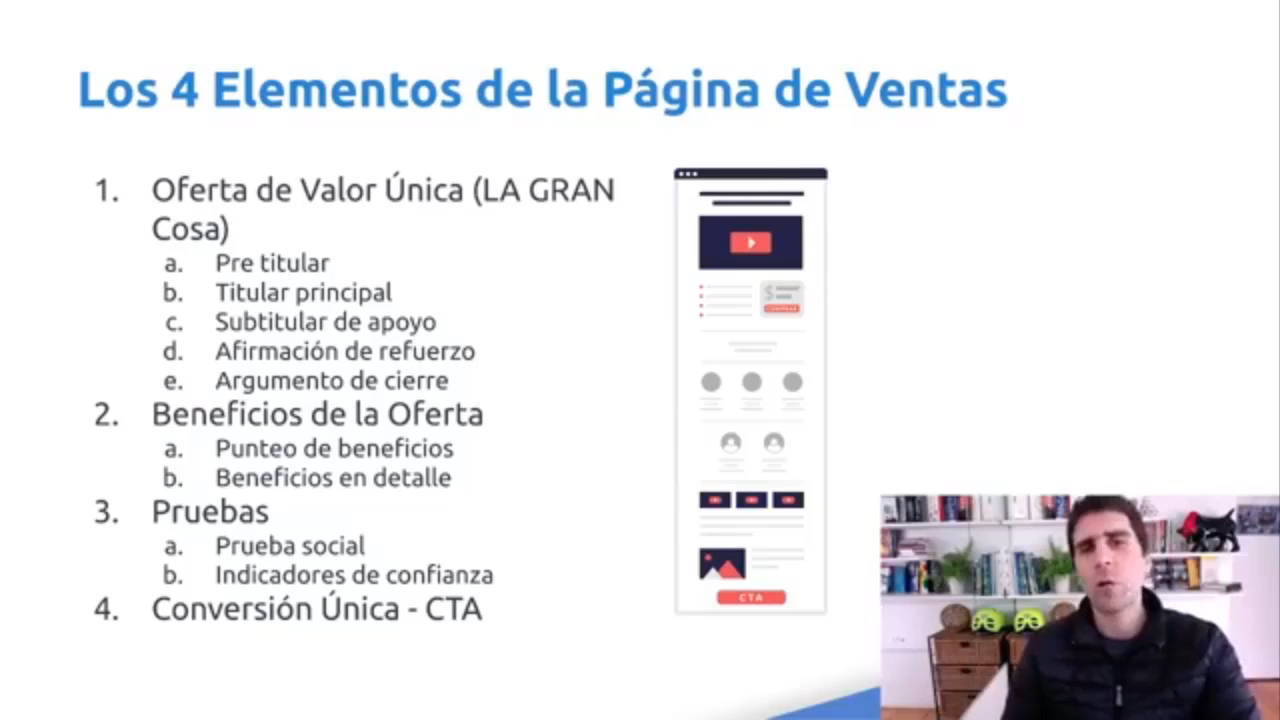 Los 4 Elementos de la Página de Ventas
1. Oferta de Valor Única (LA GRAN
Cosa)
a. Pre titular
b. Titular principal
c. Subtitular de apoyo
d. Afirmación de refuerzo
e. Argumento de cierre
2. Beneficios de la Oferta
a. Punteo de beneficios
b. Beneficios en detalle
3. Pruebas
a. Prueba social
b. Indicadores de confianza
4. Conversión Única - CTA
$
COMPRAR
CTA